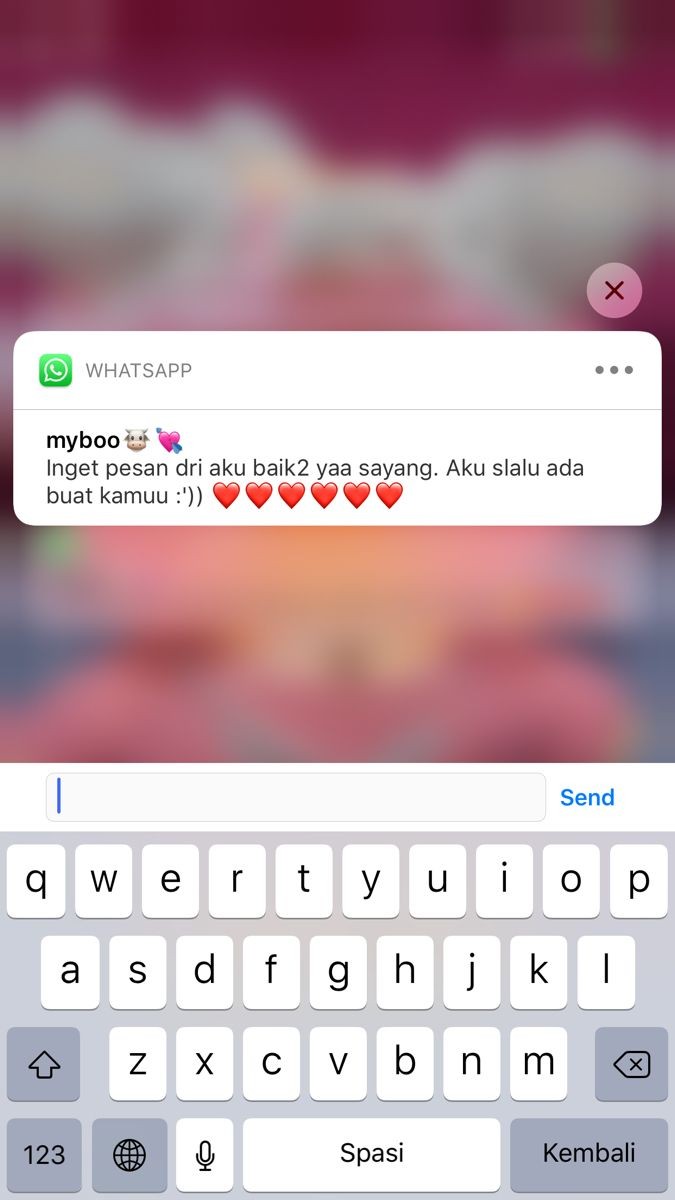 WHATSAPP
myboo🐮💘
Inget pesan dri aku baik2 yaa sayang. Aku slalu ada
buat kamuu :')) ❤️❤️❤️❤️❤️❤️
Send
q w e r t y u i o p
a s d f g h j k l
z x c v b n m
123 Spasi Kembali